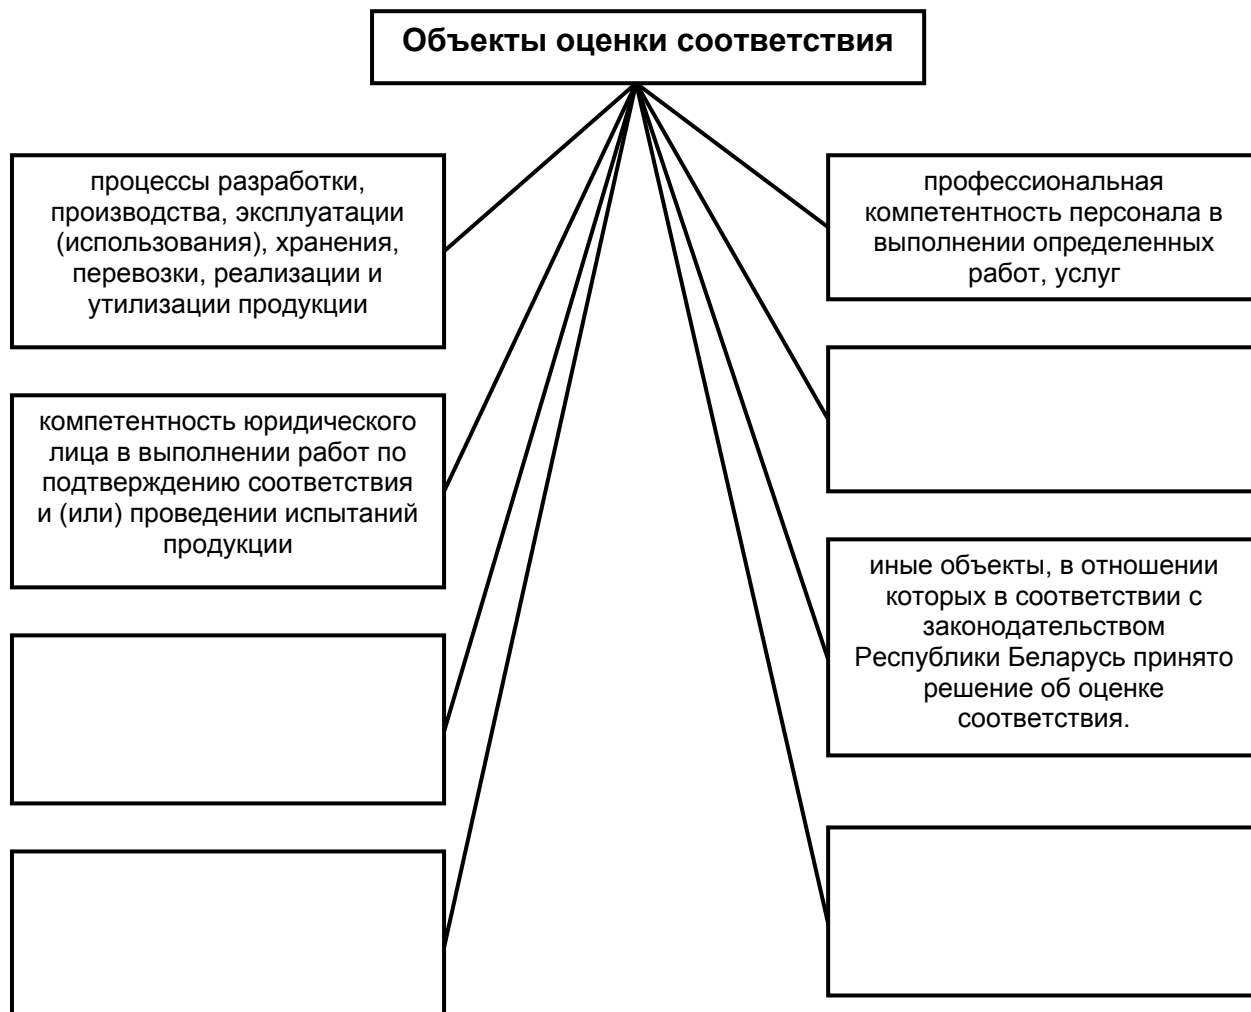 Объекты оценки соответствия
процессы разработки,
производства, эксплуатации
(использования), хранения,
перевозки, реализации и
утилизации продукции
компетентность юридического
лица в выполнении работ по
подтверждению соответствия
и (или) проведении испытаний
продукции
профессиональная
компетентность персонала в
выполнении определенных
работ, услуг
иные объекты, в отношении
которых в соответствии с
законодательством
Республики Беларусь принято
решение об оценке
соответствия.